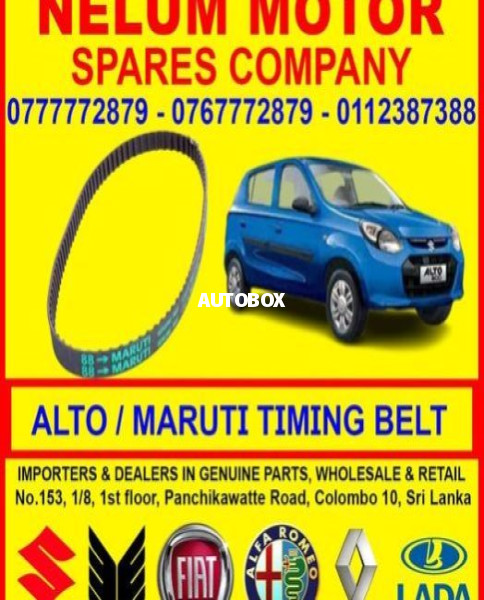 NELUM MOTOR
SPARES COMPANY
0777772879 - 0767772879 - 0112387388
ALTO
AUTOBOX
88 → MARUTI
88 → MARUTI
ALTO / MARUTI TIMING BELT
IMPORTERS & DEALERS IN GENUINE PARTS, WHOLESALE & RETAIL
No.153, 1/8, 1st floor, Panchikawatte Road, Colombo 10, Sri Lanka
FIAT
ALFA ROMEO
LADA